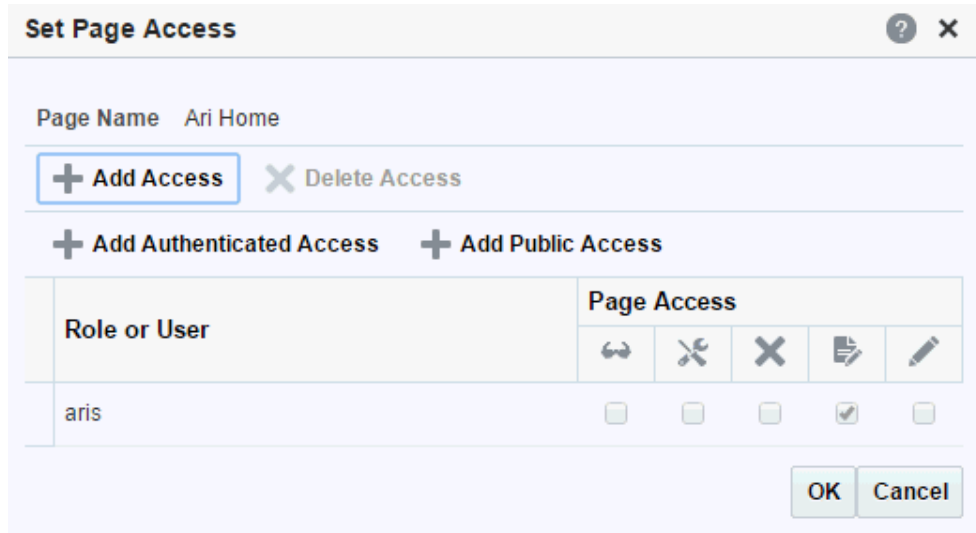 Set Page Access
Page Name Ari Home
Add Access Delete Access
Add Authenticated Access Add Public Access
Role or User
Page Access
aris
OK Cancel